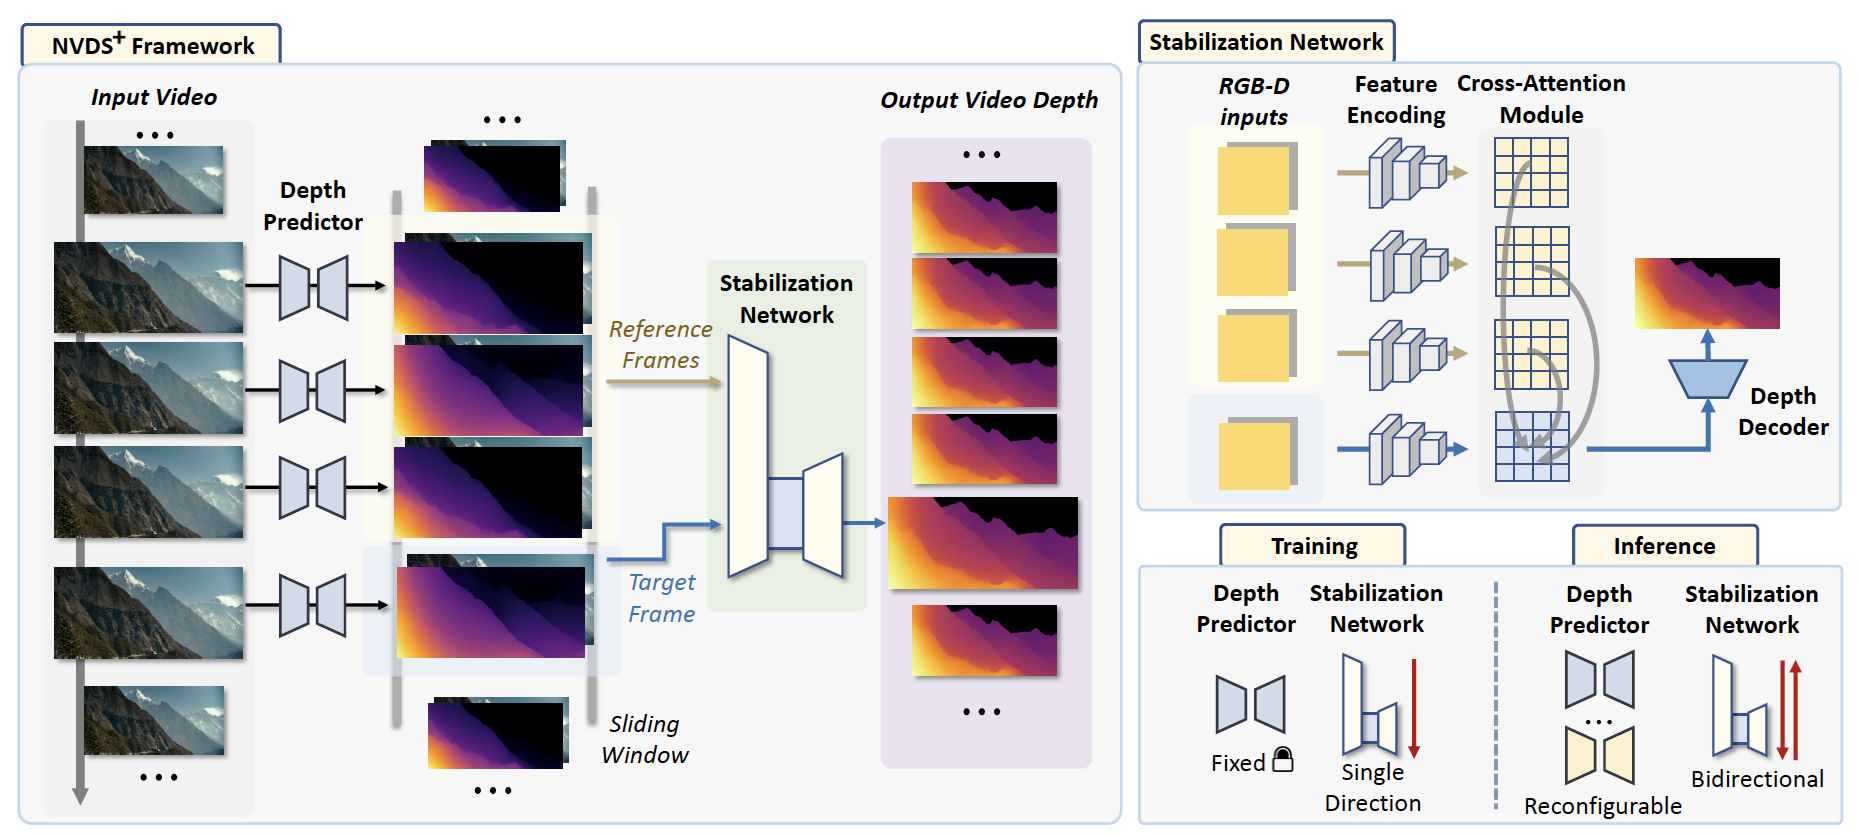 NVDS+ Framework
Input Video
...
Depth
Predictor
...
...
Sliding
Window
...
Reference
Frames
Target
Frame
Stabilization
Network
Output Video Depth
...
...
Stabilization Network
RGB-D
inputs
Feature
Encoding
Cross-Attention
Module
Depth
Decoder
Training
Depth
Predictor
Stabilization
Network
Fixed
Single
Direction
Inference
Depth
Predictor
Stabilization
Network
...
Reconfigurable
Bidirectional